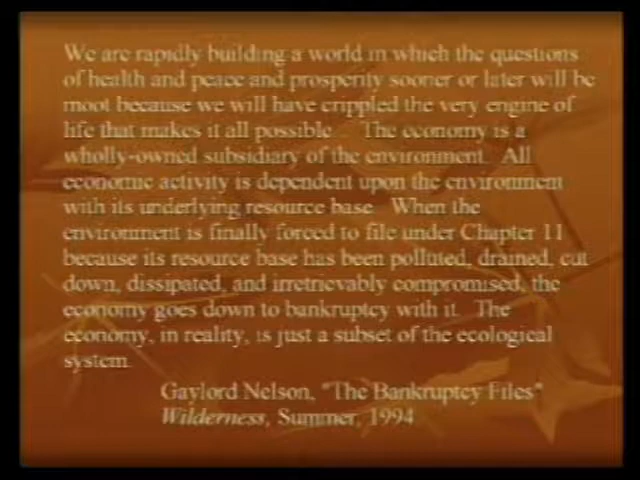 We are rapidly building a world in which the questions
of health and peace and prosperity sooner or later will be
moot because we will have crippled the very engine of
life that makes it all possible... The economy is a
wholly-owned subsidiary of the environment. All
economic activity is dependent upon the environment
with its underlying resource base. When the
environment is finally forced to file under Chapter 11
because its resource base has been polluted, drained, cut
down, dissipated, and irretrievably compromised, the
economy goes down to bankruptcy with it. The
economy, in reality, is just a subset of the ecological
system.
Gaylord Nelson, "The Bankruptcy Files"
Wilderness, Summer, 1994